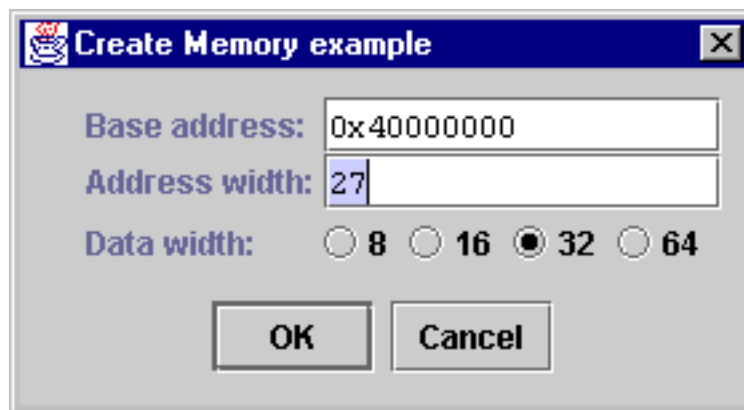 Create Memory example
Base address: 0x40000000
Address width: 27
Data width: 8 16 32 64
OK Cancel